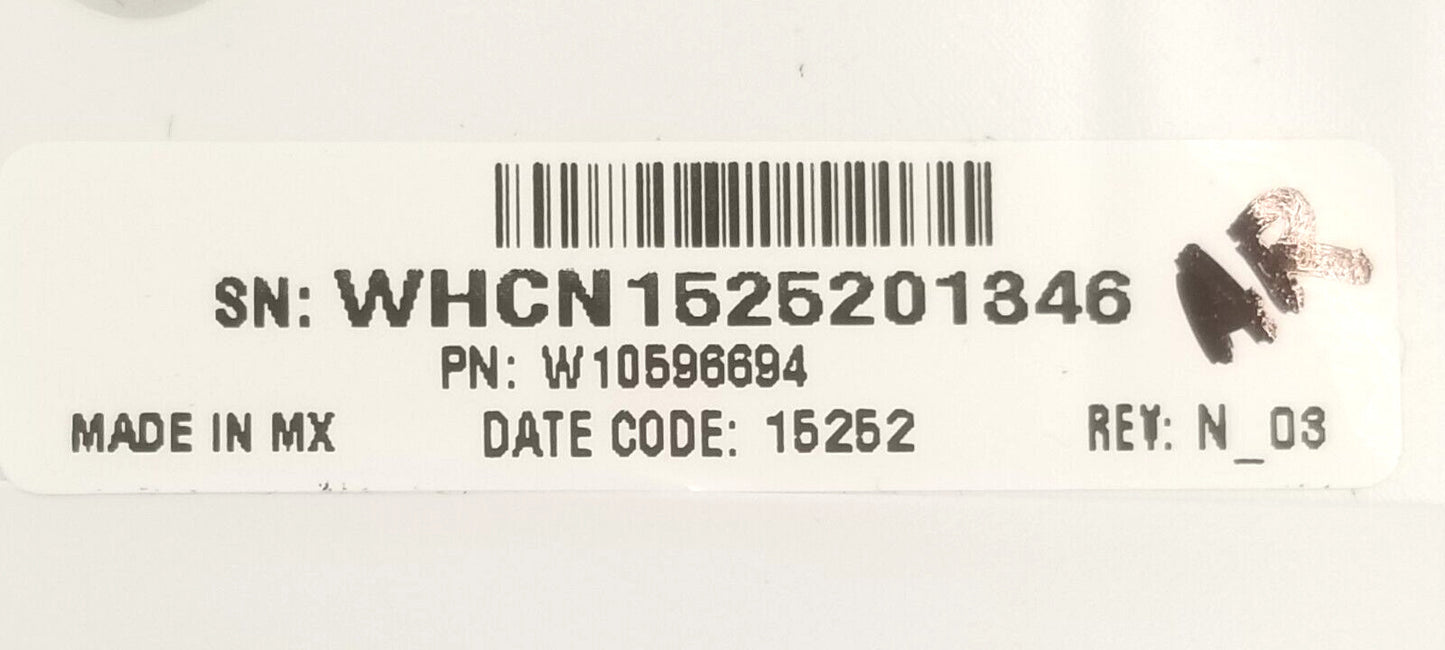 SN: WHCN1525201346
PN: W10596694
MADE IN MX DATE CODE: 15252 REV: N_03